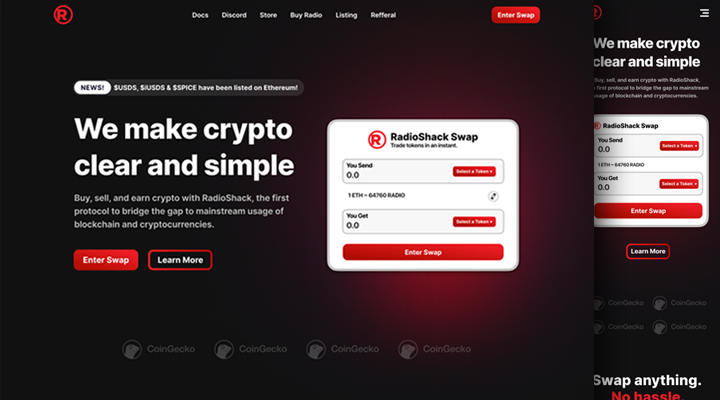 Docs Discord Store Buy Radio Listing Refferal Enter Swap
NEWS! $USDS, $iUSDS & $SPICE have been listed on Ethereum!
We make crypto
clear and simple
Buy, sell, and earn crypto with RadioShack, the first
protocol to bridge the gap to mainstream usage of
blockchain and cryptocurrencies.
Enter Swap Learn More
RadioShack Swap
Trade tokens in an instant.
You Send
0.0 Select a Token
1 ETH ~ 64760 RADIO
You Get
0.0 Select a Token
Enter Swap
CoinGecko CoinGecko CoinGecko CoinGecko
We make crypto
clear and simple
Buy, sell, and earn crypto with RadioShack,
the first protocol to bridge the gap to mainstream
usage of blockchain and cryptocurrencies.
RadioShack Swap
You Send
0.0 Select a Token
1 ETH ~ 64760 RADIO
You Get
0.0 Select a Token
Enter Swap
Learn More
CoinGecko CoinGecko
CoinGecko CoinGecko
Swap anything.
No hassle.